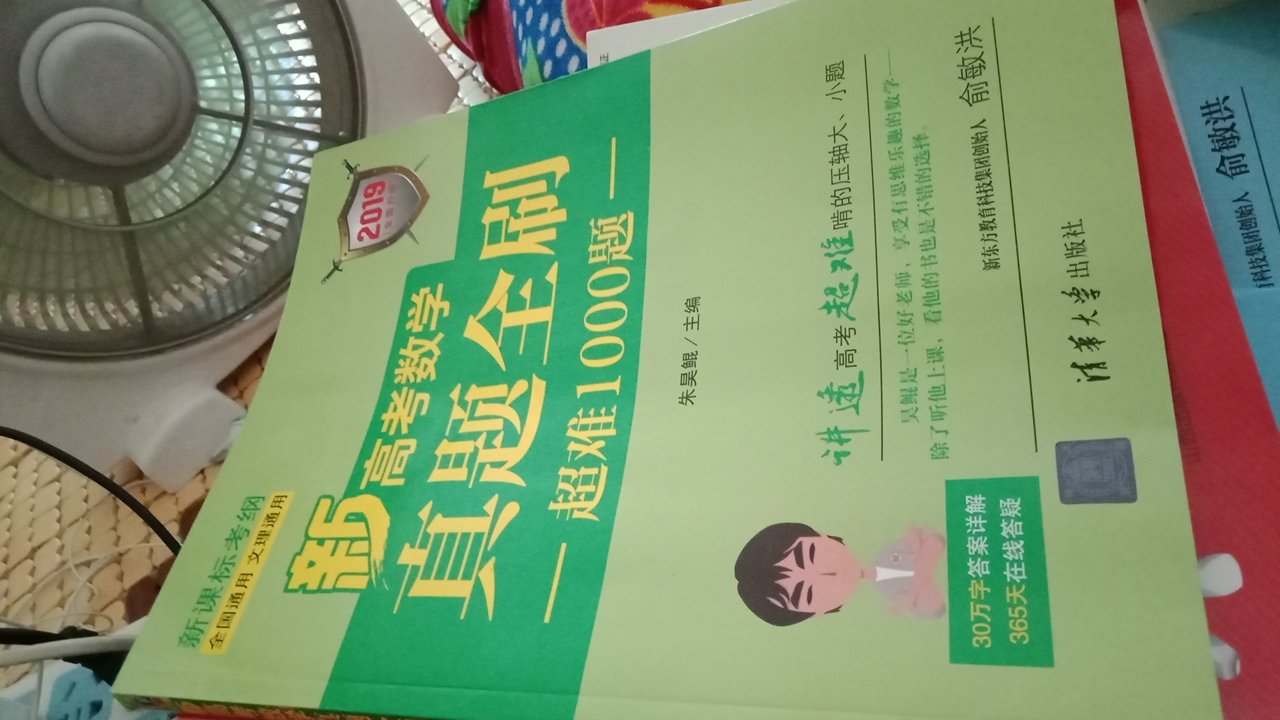 新课标考纲
全国通用 文理通用
2019
新高考数学
真题全刷
超难1000题
朱昊鲲/主编
讲透高考超难啃的压轴大、小题
昊鲲是一位好老师，享受有思维乐趣的数学——
除了听他上课，看他的书也是不错的选择。
新东方教育科技集团创始人 俞敏洪
清华大学出版社
30万字答案详解
365天在线答疑
证
科技集团创始人 俞敏洪